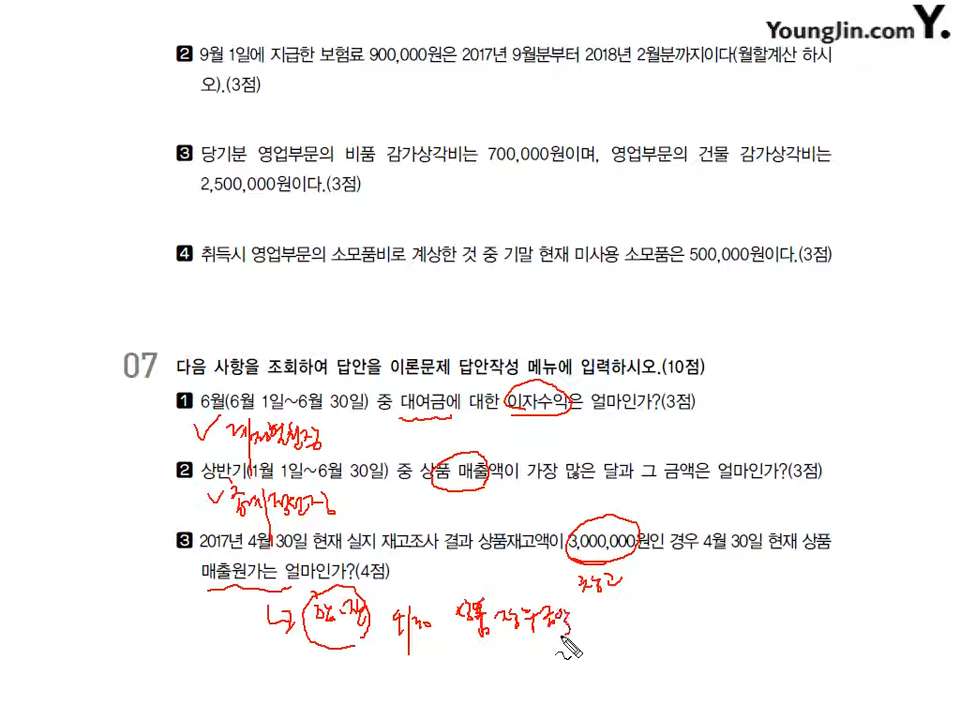 YoungJin.com Y.
2 9월 1일에 지급한 보험료 900,000원은 2017년 9월분부터 2018년 2월분까지이다(월할계산 하시
오).(3점)
3 당기분 영업부문의 비품 감가상각비는 700,000원이며, 영업부문의 건물 감가상각비는
2,500,000원이다.(3점)
4 취득시 영업부문의 소모품비로 계상한 것 중 기말 현재 미사용 소모품은 500,000원이다.(3점)
07 다음 사항을 조회하여 답안을 이론문제 답안작성 메뉴에 입력하시오.(10점)
1 6월(6월 1일~6월 30일) 중 대여금에 대한 이자수익은 얼마인가?(3점)
2 상반기(1월 1일~6월 30일) 중 상품 매출액이 가장 많은 달과 그 금액은 얼마인가?(3점)
3 2017년 4월 30일 현재 실지 재고조사 결과 상품재고액이 3,000,000원인 경우 4월 30일 현재 상품
매출원가는 얼마인가?(4점)
4/30 상품